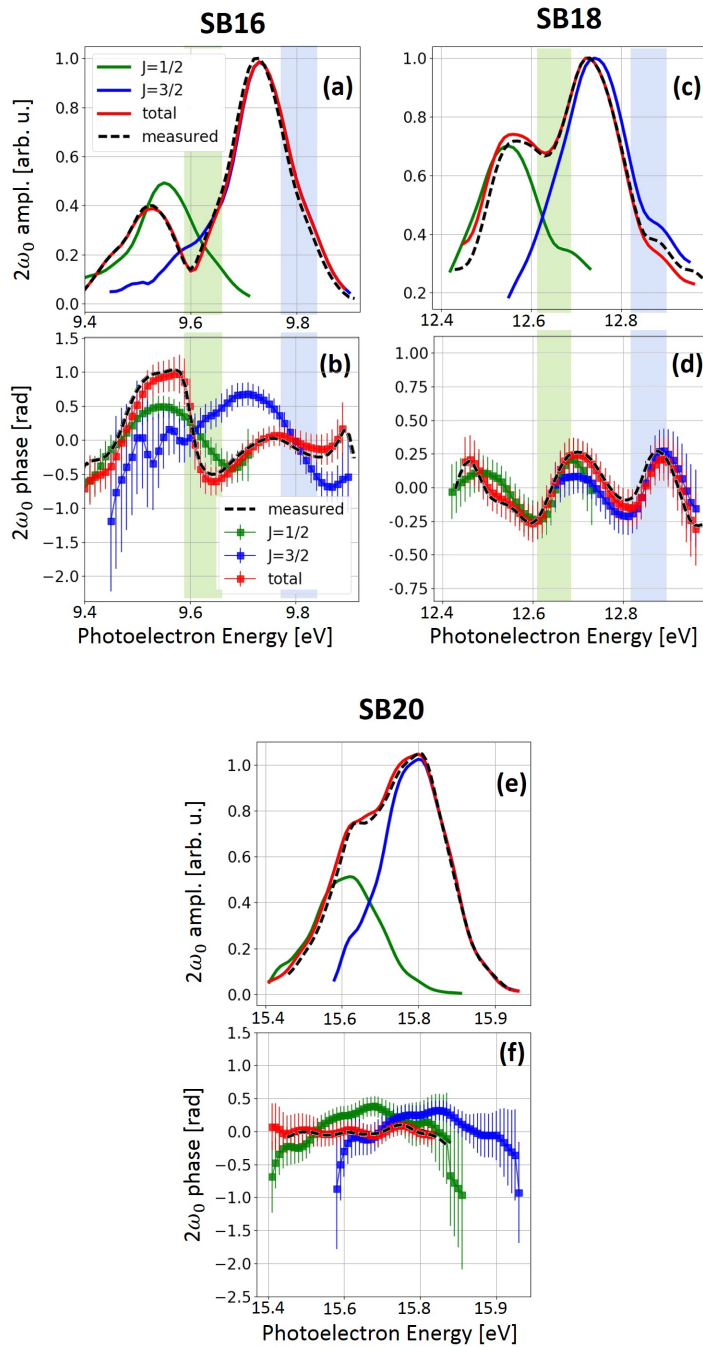 SB16
SB18
2ω₀ ampl. [arb. u.]
1.0
0.8
0.6
0.4
0.2
0.0
J=1/2
J=3/2
total
measured
(a)
9.4
9.6
9.8
2ω₀ ampl. [arb. u.]
1.0
0.8
0.6
0.4
0.2
(c)
12.4
12.6
12.8
2ω₀ phase [rad]
1.5
1.0
0.5
0.0
−0.5
−1.0
−1.5
−2.0
(b)
measured
J=1/2
J=3/2
total
9.4
9.6
9.8
Photoelectron Energy [eV]
2ω₀ phase [rad]
1.00
0.75
0.50
0.25
0.00
-0.25
-0.50
-0.75
(d)
12.4
12.6
12.8
Photonelectron Energy [eV]
SB20
2ω₀ ampl. [arb. u.]
1.0
0.8
0.6
0.4
0.2
0.0
(e)
15.4
15.6
15.8
15.9
2ω₀ phase [rad]
1.5
1.0
0.5
0.0
−0.5
−1.0
−1.5
−2.0
−2.5
(f)
15.4
15.6
15.8
15.9
Photoelectron Energy [eV]